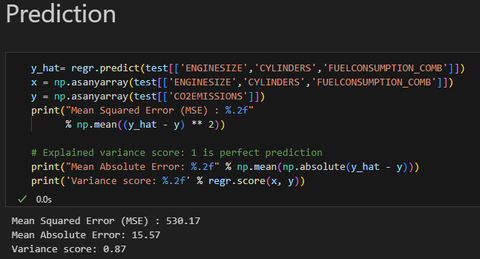 Prediction
y_hat= regr.predict(test[['ENGINESIZE','CYLINDERS','FUELCONSUMPTION_COMB']])
x = np.asanyarray(test[['ENGINESIZE','CYLINDERS','FUELCONSUMPTION_COMB']])
y = np.asanyarray(test[['CO2EMISSIONS']])
print("Mean Squared Error (MSE) : %.2f"
% np.mean((y_hat - y) ** 2))
# Explained variance score: 1 is perfect prediction
print("Mean Absolute Error: %.2f" % np.mean(np.absolute(y_hat - y)))
print('Variance score: %.2f' % regr.score(x, y))
0.0s
Mean Squared Error (MSE) : 530.17
Mean Absolute Error: 15.57
Variance score: 0.87